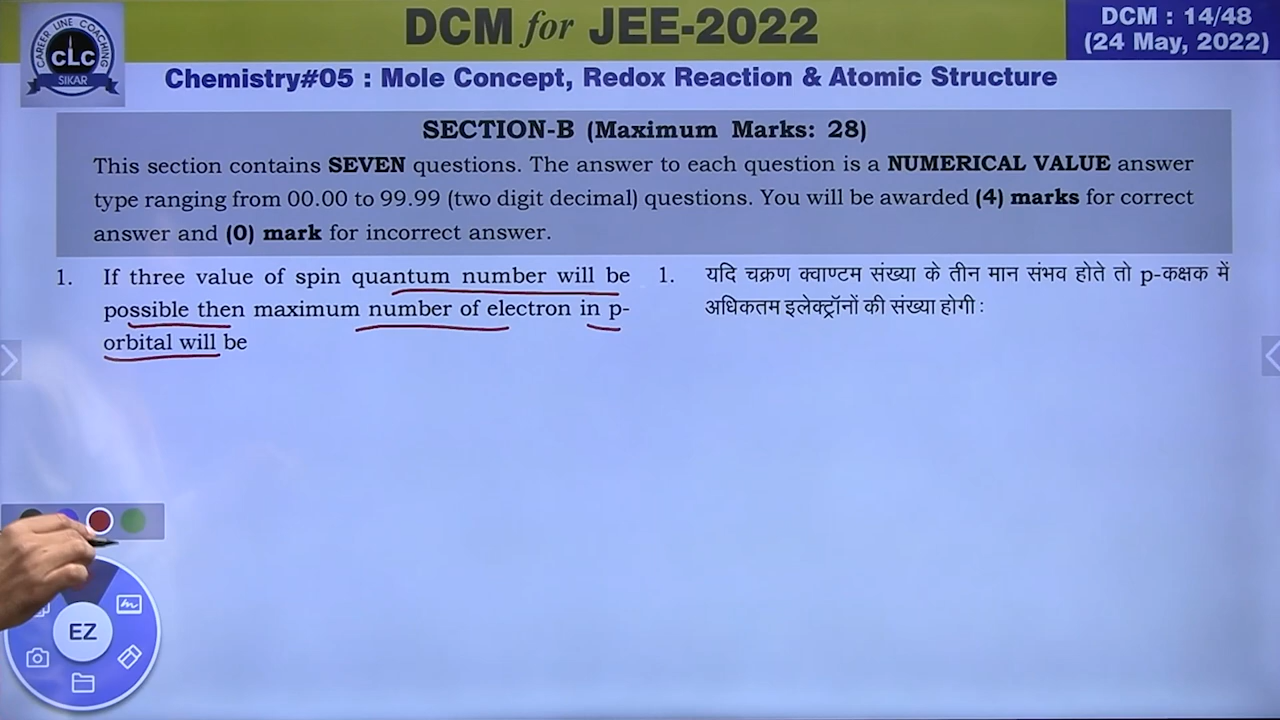 DCM for JEE-2022
DCM : 14/48
(24 May, 2022)
CAREER LINE COACHING
CLC
SIKAR
Chemistry#05 : Mole Concept, Redox Reaction & Atomic Structure
SECTION-B (Maximum Marks: 28)
This section contains SEVEN questions. The answer to each question is a NUMERICAL VALUE answer
type ranging from 00.00 to 99.99 (two digit decimal) questions. You will be awarded (4) marks for correct
answer and (0) mark for incorrect answer.
1. If three value of spin quantum number will be
possible then maximum number of electron in p-
orbital will be
1. यदि चक्रण क्वाण्टम संख्या के तीन मान संभव होते तो p-कक्षक में
अधिकतम इलेक्ट्रॉनों की संख्या होगी :
EZ